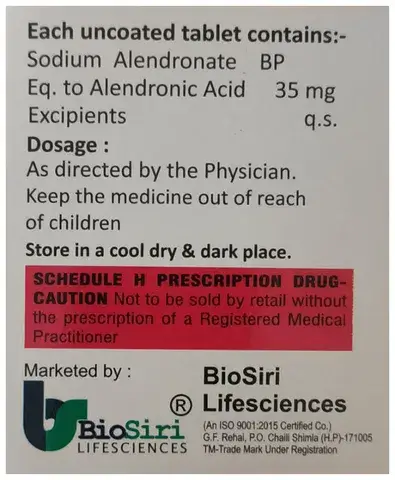 Each uncoated tablet contains:-
Sodium Alendronate BP
Eq. to Alendronic Acid 35 mg
Excipients q.s.
Dosage :
As directed by the Physician.
Keep the medicine out of reach
of children
Store in a cool dry & dark place.
SCHEDULE H PRESCRIPTION DRUG-
CAUTION Not to be sold by retail without
the prescription of a Registered Medical
Practitioner
Marketed by :
BioSiri
® Lifesciences
BioSiri
LIFESCIENCES
(An ISO 9001:2015 Certified Co.)
G.F. Rehai, P.O. Chaili Shimla (H.P)-171005
TM-Trade Mark Under Registration